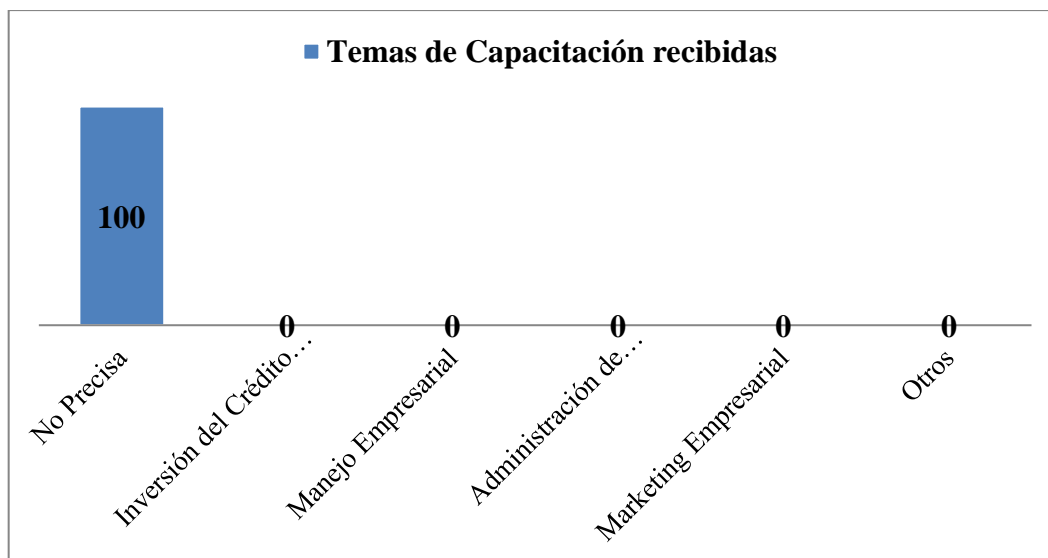 Temas de Capacitación recibidas
100
0
0
0
0
0
No Precisa
Inversión del Crédito…
Manejo Empresarial
Administración de…
Marketing Empresarial
Otros